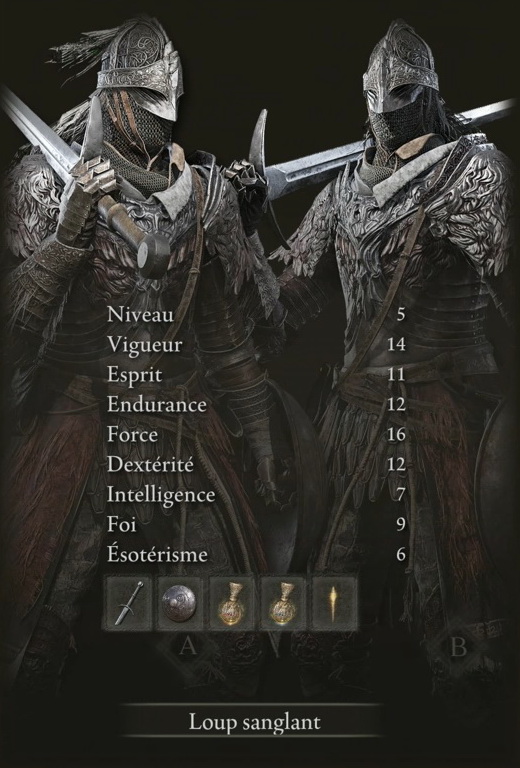 Niveau 5
Vigueur 14
Esprit 11
Endurance 12
Force 16
Dextérité 12
Intelligence 7
Foi 9
Ésotérisme 6
A B
Loup sanglant